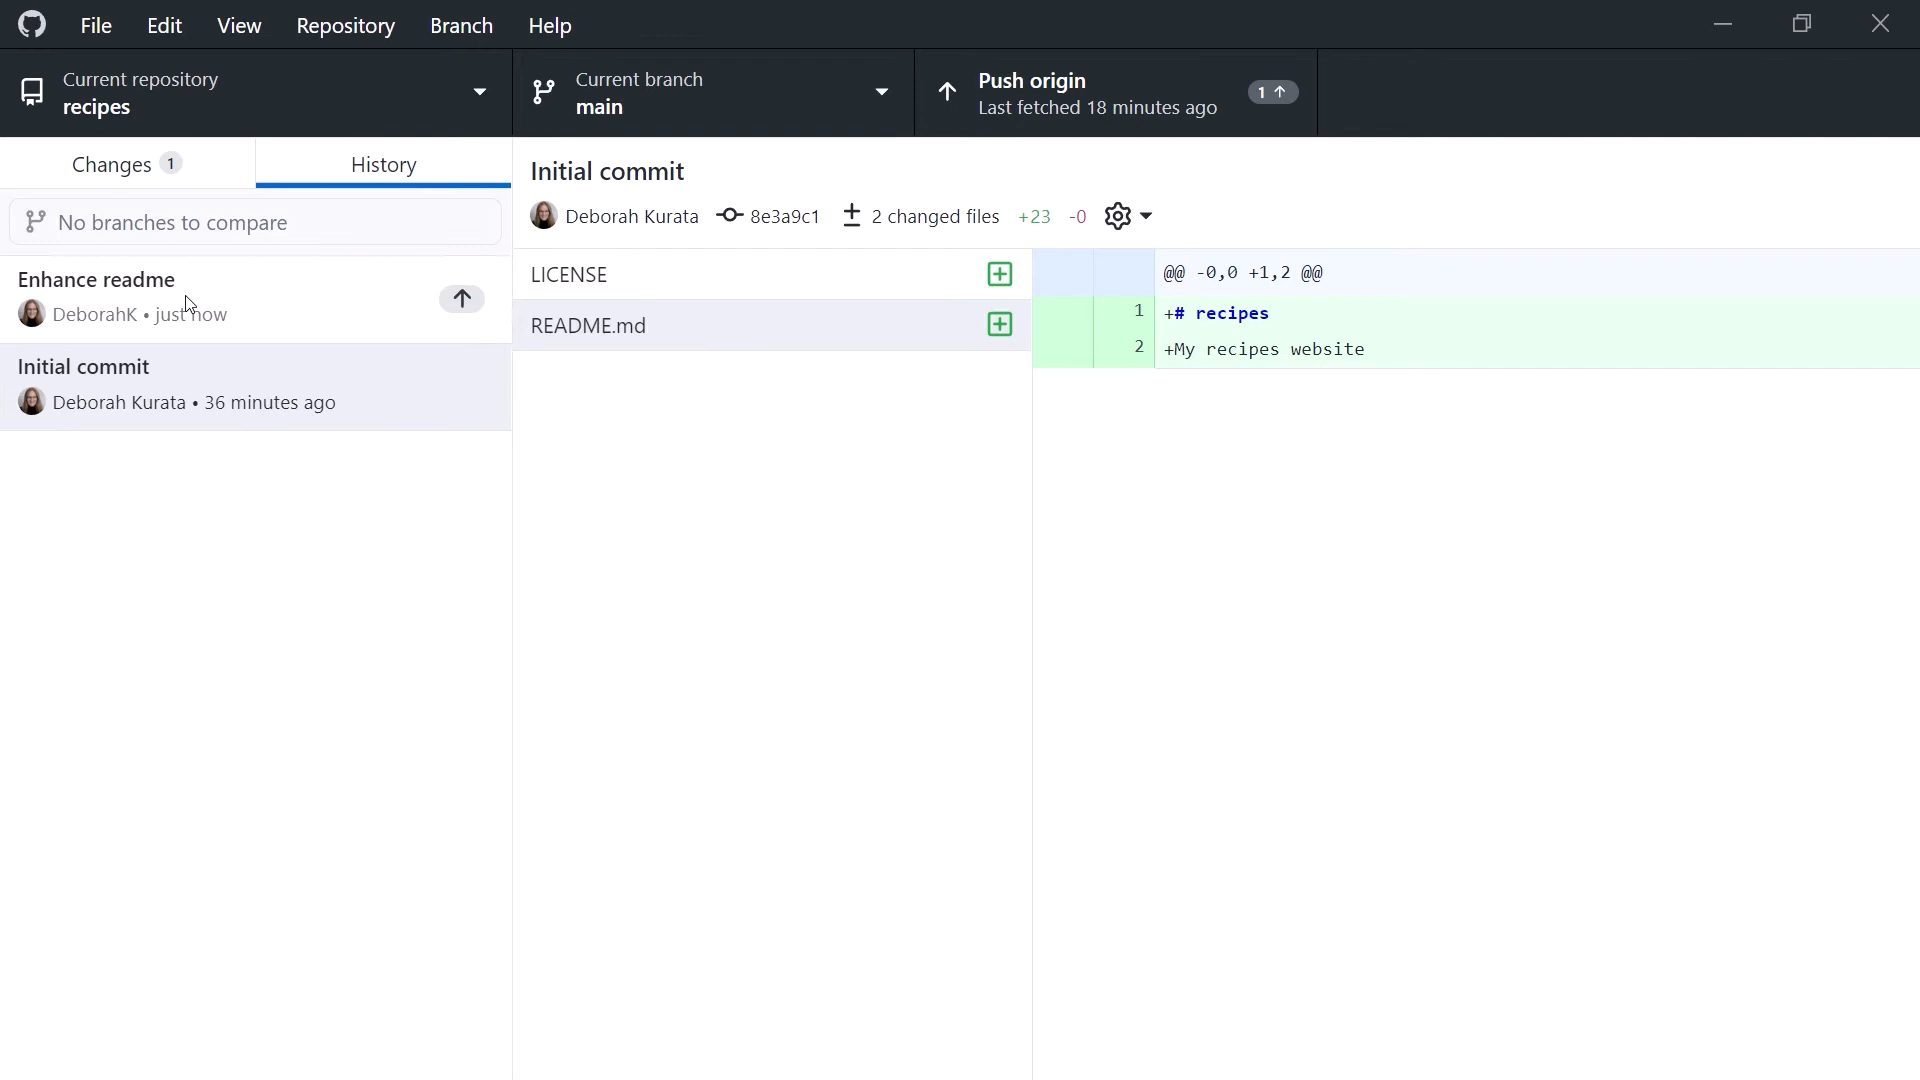 File Edit View Repository Branch Help
Current repository
recipes
Current branch
main
Push origin
Last fetched 18 minutes ago
1
Changes 1
History
No branches to compare
Enhance readme
DeborahK • just now
Initial commit
Deborah Kurata • 36 minutes ago
Initial commit
Deborah Kurata 8e3a9c1 2 changed files +23 -0
LICENSE
README.md
@@ -0,0 +1,2 @@
1 +# recipes
2 +My recipes website